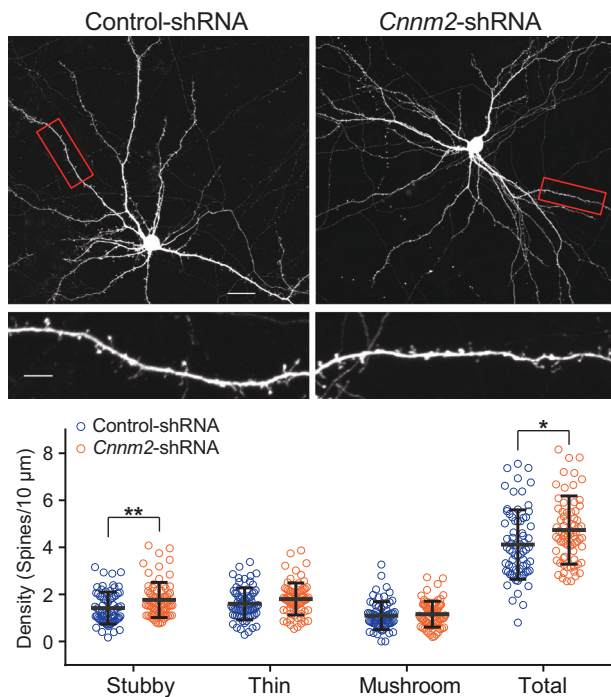 Control-shRNA
Cnnm2-shRNA
Control-shRNA
Cnnm2-shRNA
Density (Spines/10 µm)
8
6
4
2
0
**
*
Stubby
Thin
Mushroom
Total